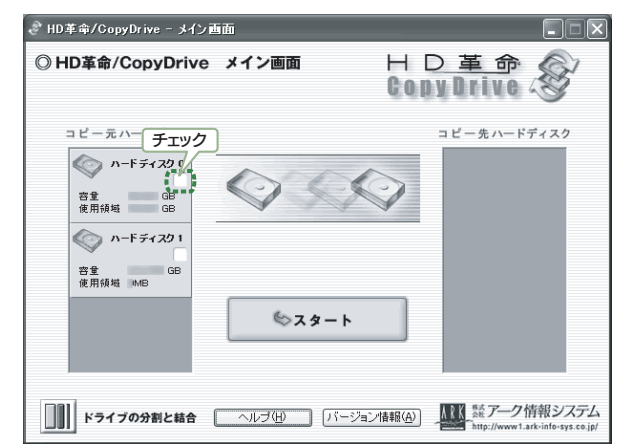 HD革命/CopyDrive - メイン画面
◎ HD革命/CopyDrive メイン画面
HD革命
CopyDrive
コピー元ハー
チェック
コピー先ハードディスク
ハードディスク 0
容量 GB
使用領域 GB
ハードディスク 1
容量 GB
使用領域 0MB
スタート
ドライブの分割と結合
ヘルプ(H)
バージョン情報(A)
ARK 株式会社 アーク情報システム
http://www1.ark-info-sys.co.jp/